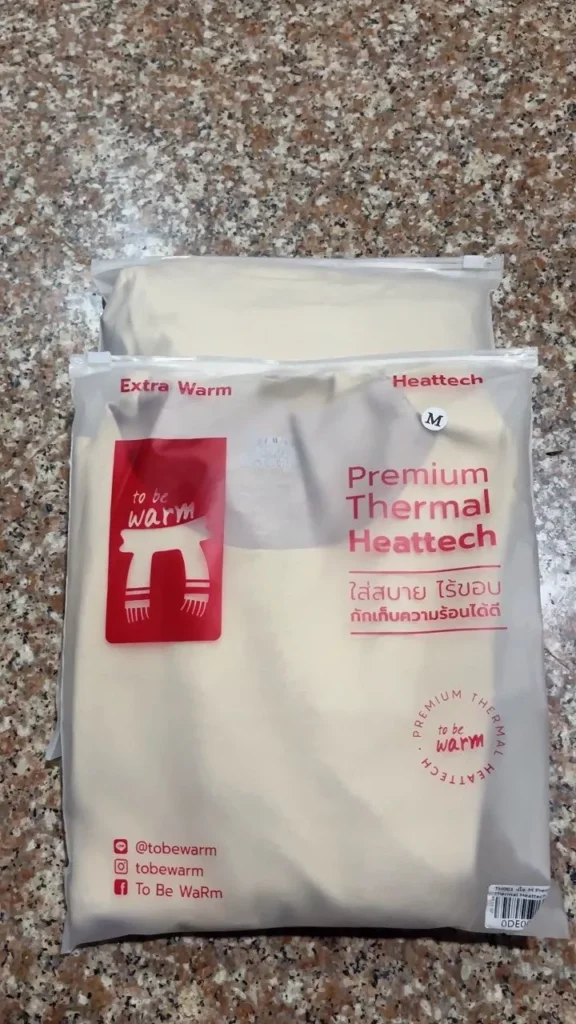 Extra Warm
Heattech
M
to be
warm
Premium
Thermal
Heattech
ใส่สบาย ไร้ขอบ
กักเก็บความร้อนได้ดี
PREMIUM THERMAL HEATTECH
to be
warm
@tobewarm
tobewarm
To Be WaRm
Thermal Heattech